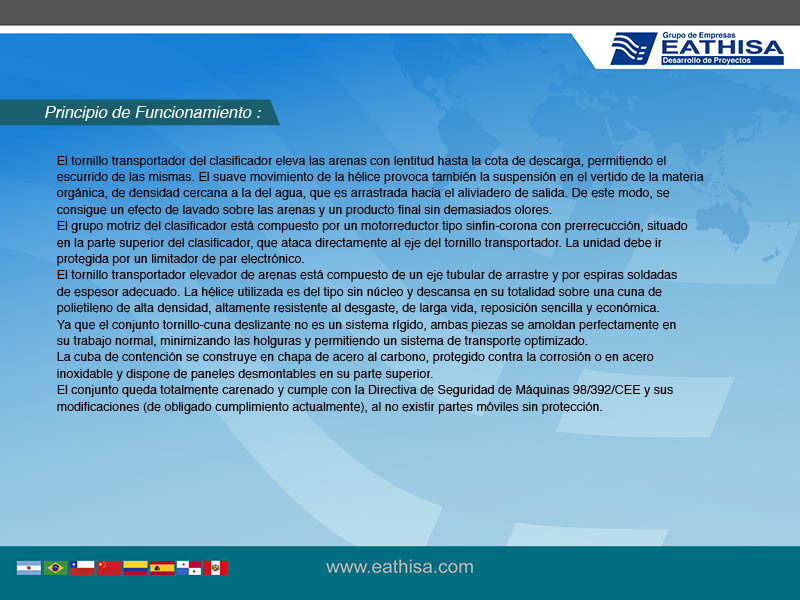 Grupo de Empresas
EATHISA
Desarrollo de Proyectos
Principio de Funcionamiento :
El tornillo transportador del clasificador eleva las arenas con lentitud hasta la cota de descarga, permitiendo el
escurrido de las mismas. El suave movimiento de la hélice provoca también la suspensión en el vertido de la materia
orgánica, de densidad cercana a la del agua, que es arrastrada hacia el aliviadero de salida. De este modo, se
consigue un efecto de lavado sobre las arenas y un producto final sin demasiados olores.
El grupo motriz del clasificador está compuesto por un motorreductor tipo sinfin-corona con prerrecucción, situado
en la parte superior del clasificador, que ataca directamente al eje del tornillo transportador. La unidad debe ir
protegida por un limitador de par electrónico.
El tornillo transportador elevador de arenas está compuesto de un eje tubular de arrastre y por espiras soldadas
de espesor adecuado. La hélice utilizada es del tipo sin núcleo y descansa en su totalidad sobre una cuna de
polietileno de alta densidad, altamente resistente al desgaste, de larga vida, reposición sencilla y económica.
Ya que el conjunto tornillo-cuna deslizante no es un sistema rígido, ambas piezas se amoldan perfectamente en
su trabajo normal, minimizando las holguras y permitiendo un sistema de transporte optimizado.
La cuba de contención se construye en chapa de acero al carbono, protegido contra la corrosión o en acero
inoxidable y dispone de paneles desmontables en su parte superior.
El conjunto queda totalmente carenado y cumple con la Directiva de Seguridad de Máquinas 98/392/CEE y sus
modificaciones (de obligado cumplimiento actualmente), al no existir partes móviles sin protección.
www.eathisa.com